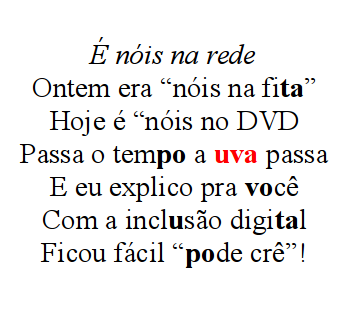 É nóis na rede
Ontem era “nóis na fita”
Hoje é “nóis no DVD
Passa o tempo a uva passa
E eu explico pra você
Com a inclusão digital
Ficou fácil “pode crê”!